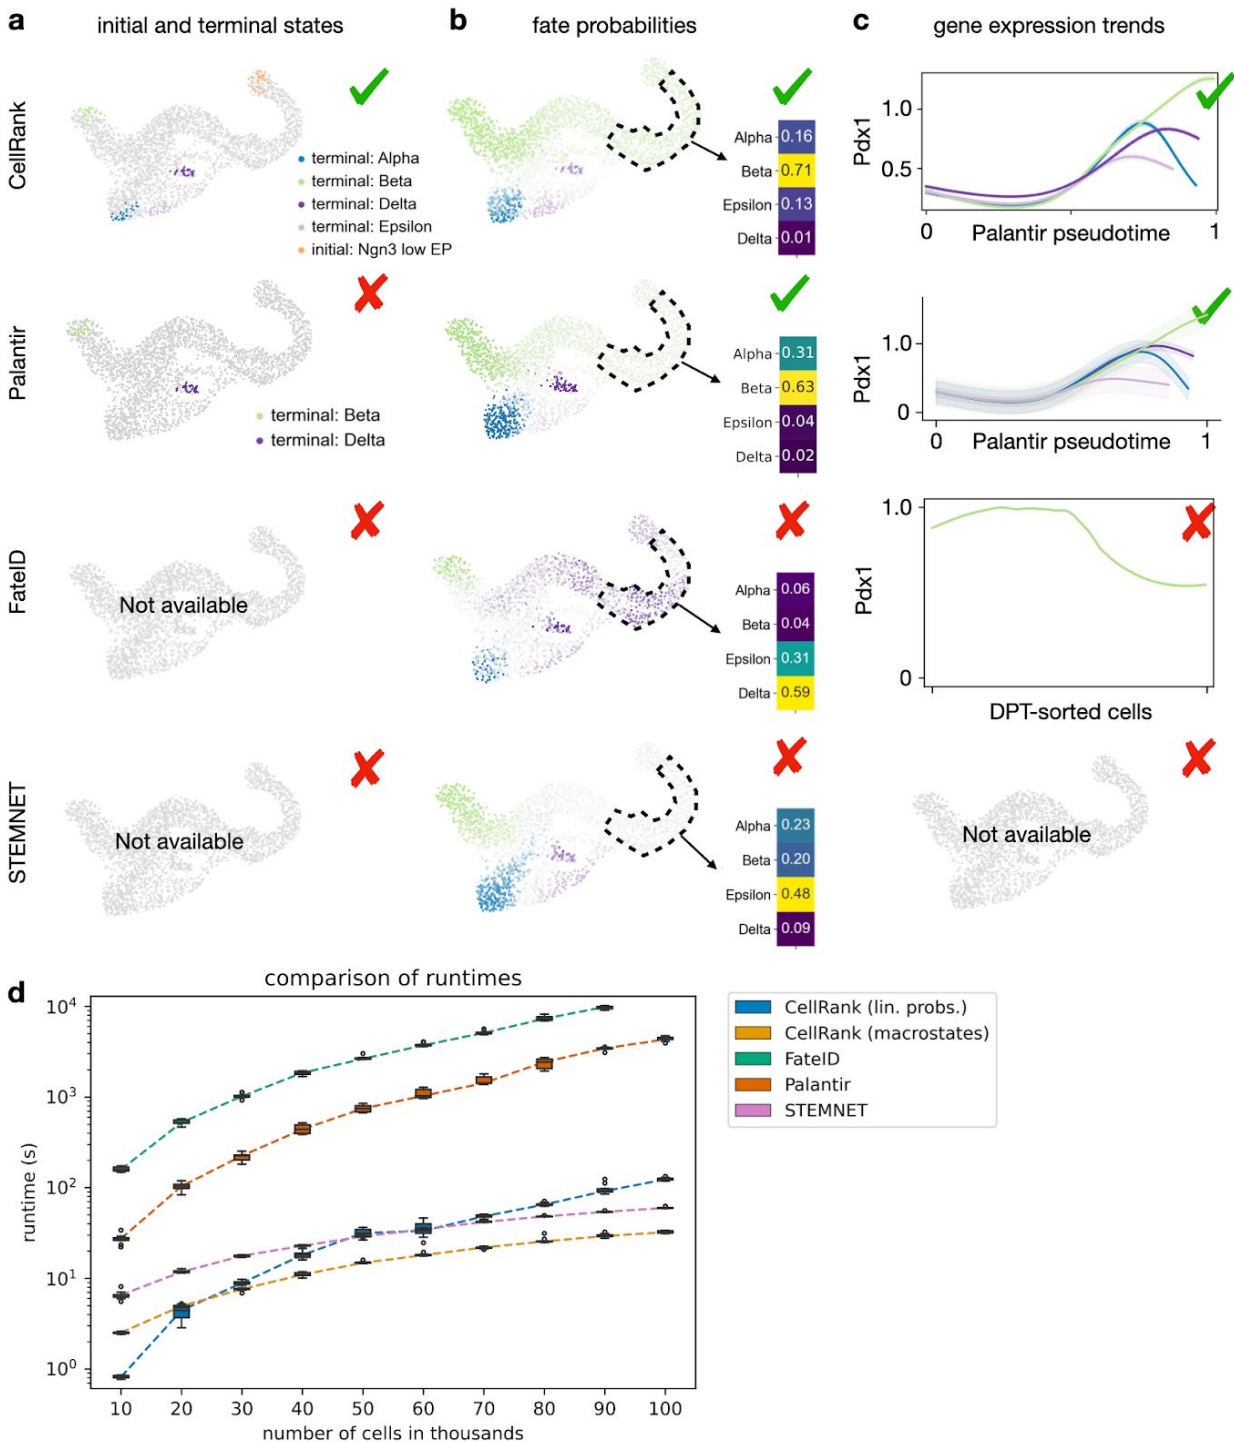 a initial and terminal states
b fate probabilities
c gene expression trends
CellRank
terminal: Alpha
terminal: Beta
terminal: Delta
terminal: Epsilon
initial: Ngn3 low EP
Alpha 0.16
Beta 0.71
Epsilon 0.13
Delta 0.01
Pdx1
1.0
0.5
0 Palantir pseudotime 1
Palantir
terminal: Beta
terminal: Delta
Alpha 0.31
Beta 0.63
Epsilon 0.04
Delta 0.02
Pdx1
1.0
0
0 Palantir pseudotime 1
FateID
Not available
Alpha 0.06
Beta 0.04
Epsilon 0.31
Delta 0.59
Pdx1
1.0
0
DPT-sorted cells
STEMNET
Not available
Alpha 0.23
Beta 0.20
Epsilon 0.48
Delta 0.09
Not available
d comparison of runtimes
runtime (s)
10⁴
10³
10²
10¹
10⁰
10 20 30 40 50 60 70 80 90 100
number of cells in thousands
CellRank (lin. probs.)
CellRank (macrostates)
FateID
Palantir
STEMNET